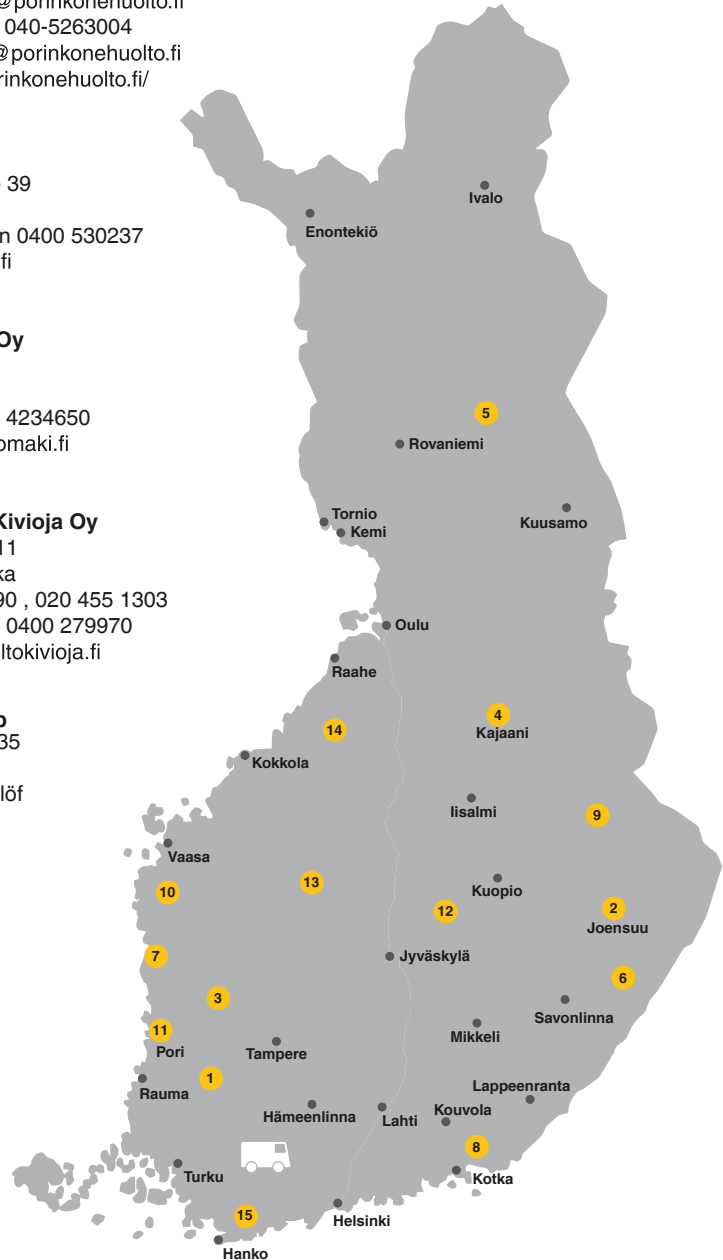 @porinkonehuolto.fi
040-5263004
@porinkonehuolto.fi
rinkonehuolto.fi/
39
n 0400 530237
fi
Oy
4234650
omaki.fi
Kivioja Oy
11
ka
90 , 020 455 1303
0400 279970
ltokivioja.fi
p
35
löf
Ivalo
Enontekiö
5
Rovaniemi
Tornio
Kemi
Kuusamo
Oulu
Raahe
14
4
Kajaani
Kokkola
Iisalmi
9
Vaasa
10
13
Kuopio
12
2
Joensuu
7
Jyväskylä
6
3
Savonlinna
11
Pori
Mikkeli
Tampere
1
Rauma
Lappeenranta
Hämeenlinna
Lahti
Kouvola
8
Turku
Kotka
15
Helsinki
Hanko